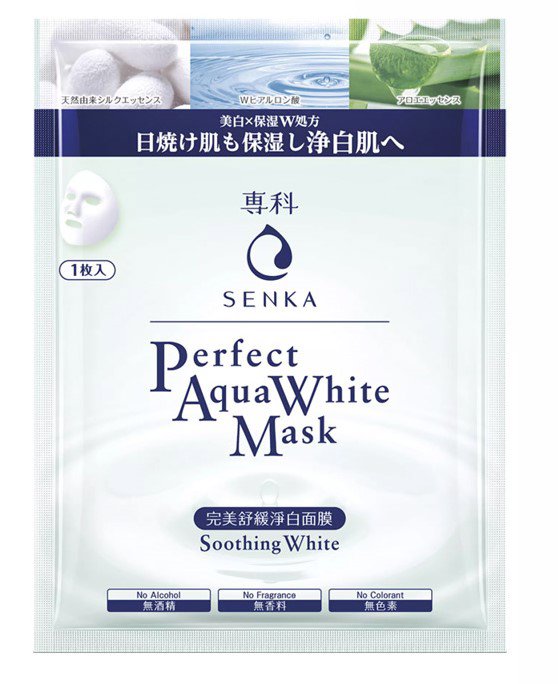 天然由来シルクエッセンス
Wヒアルロン酸
アロエエッセンス
美白×保湿W処方
日焼け肌も保湿し浄白肌へ
専科
1枚入
SENKA
Perfect
AquaWhite
Mask
完美舒緩淨白面膜
Soothing White
No Alcohol
無酒精
No Fragrance
無香料
No Colorant
無色素